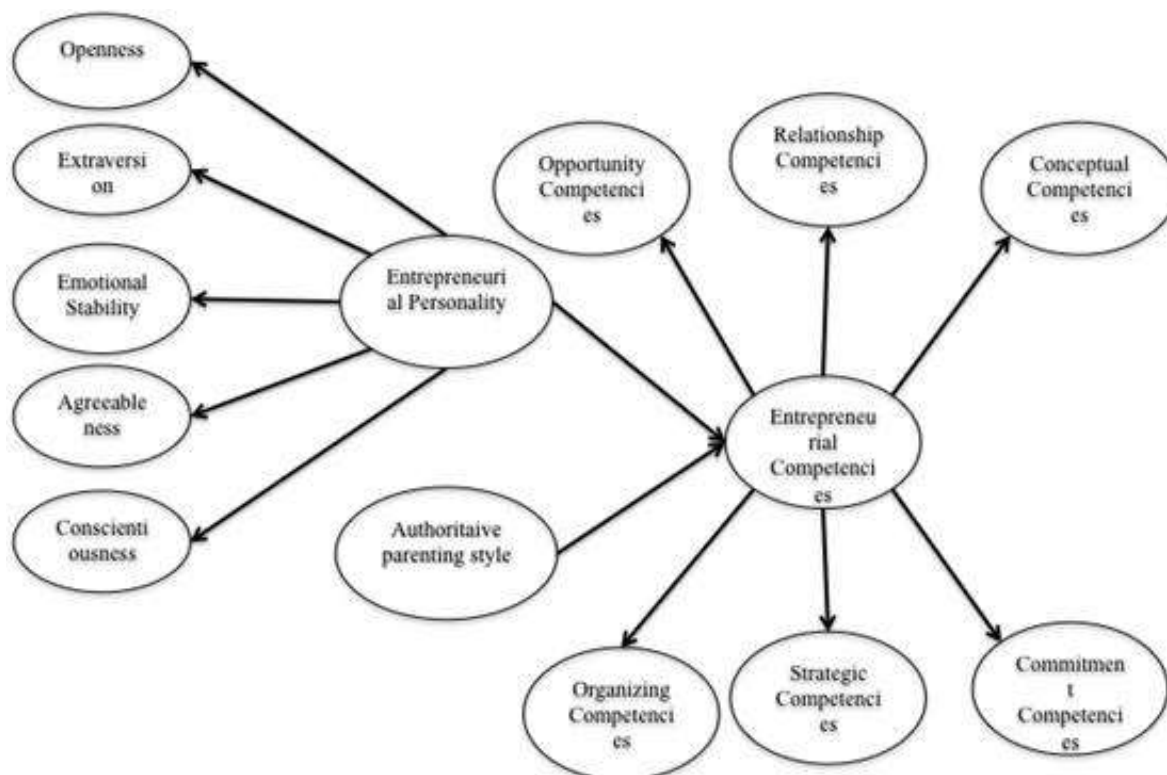 Openness
Extraversi
on
Emotional
Stability
Agreeable
ness
Conscienti
ousness
Entrepreneuri
al Personality
Authoritaive
parenting style
Opportunity
Competenci
es
Relationship
Competenci
es
Conceptual
Competenci
es
Entrepreneu
rial
Competenci
es
Organizing
Competenci
es
Strategic
Competenci
es
Commitmen
t
Competenci
es